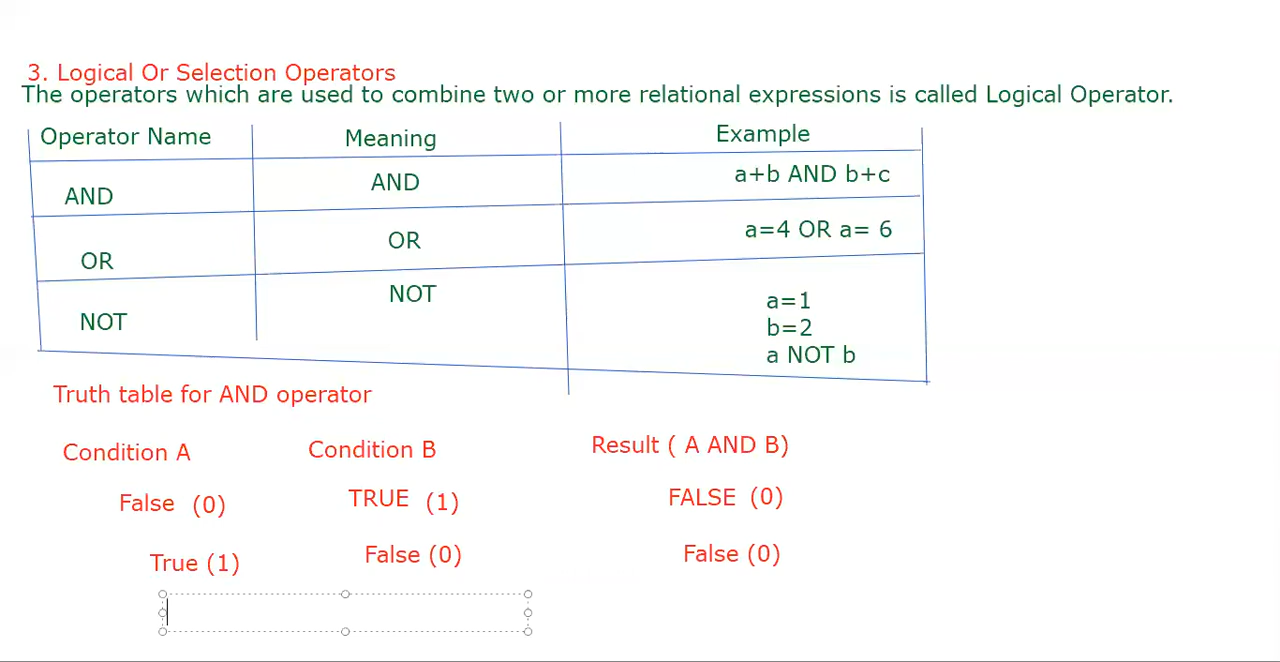 3. Logical Or Selection Operators
The operators which are used to combine two or more relational expressions is called Logical Operator.
Operator Name Meaning Example
AND AND a+b AND b+c
OR OR a=4 OR a= 6
NOT NOT a=1
b=2
a NOT b
Truth table for AND operator
Condition A Condition B Result ( A AND B)
False (0) TRUE (1) FALSE (0)
True (1) False (0) False (0)